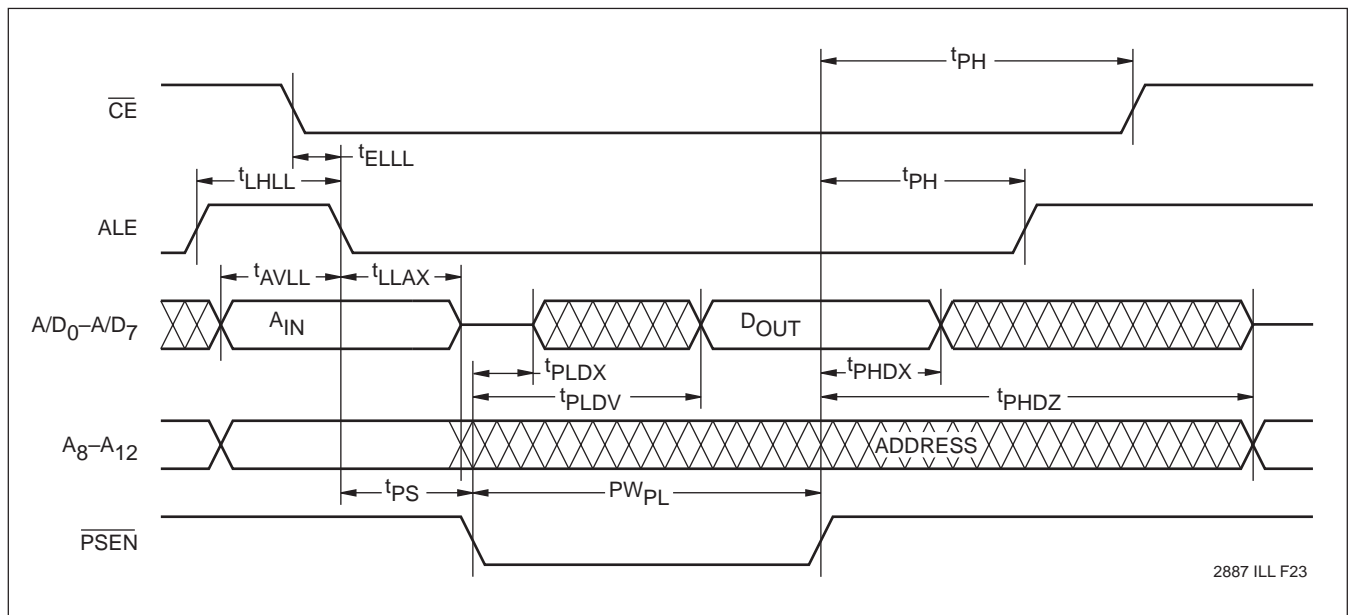 tPH
CE
tELLL
tLHLL
tPH
ALE
tAVLL
tLLAX
A/D0–A/D7
AIN
DOUT
tPLDX
tPHDX
tPLDV
tPHDZ
A8–A12
ADDRESS
tPS
PWPL
PSEN
2887 ILL F23